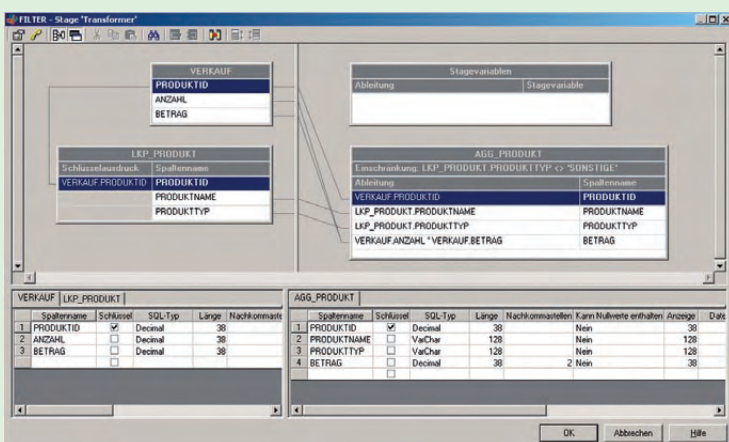 FILTER - Stage 'Transformer'
VERKAUF
PRODUKTID
ANZAHL
BETRAG
Stagevariablen
Ableitung Stagevariable
LKP_PRODUKT
Schlüsselausdruck Spaltenname
VERKAUF.PRODUKTID PRODUKTID
PRODUKTNAME
PRODUKTTYP
AGG_PRODUKT
Einschränkung: LKP_PRODUKT.PRODUKTTYP <> "SONSTIGE"
Ableitung Spaltenname
VERKAUF.PRODUKTID PRODUKTID
LKP_PRODUKT.PRODUKTNAME PRODUKTNAME
LKP_PRODUKT.PRODUKTTYP PRODUKTTYP
VERKAUF.ANZAHL * VERKAUF.BETRAG BETRAG
VERKAUF LKP_PRODUKT
Spaltenname Schlüssel SQL-Typ Länge Nachkommastelle
1 PRODUKTID Decimal 38
2 ANZAHL Decimal 38
3 BETRAG Decimal 38
AGG_PRODUKT
Spaltenname Schlüssel SQL-Typ Länge Nachkommastellen Kann Nullwerte enthalten Anzeige Date
1 PRODUKTID Decimal 38 Nein 38
2 PRODUKTNAME VarChar 128 Nein 128
3 PRODUKTTYP VarChar 128 Nein 128
4 BETRAG Decimal 38 2 Nein 38
OK Abbrechen Hilfe